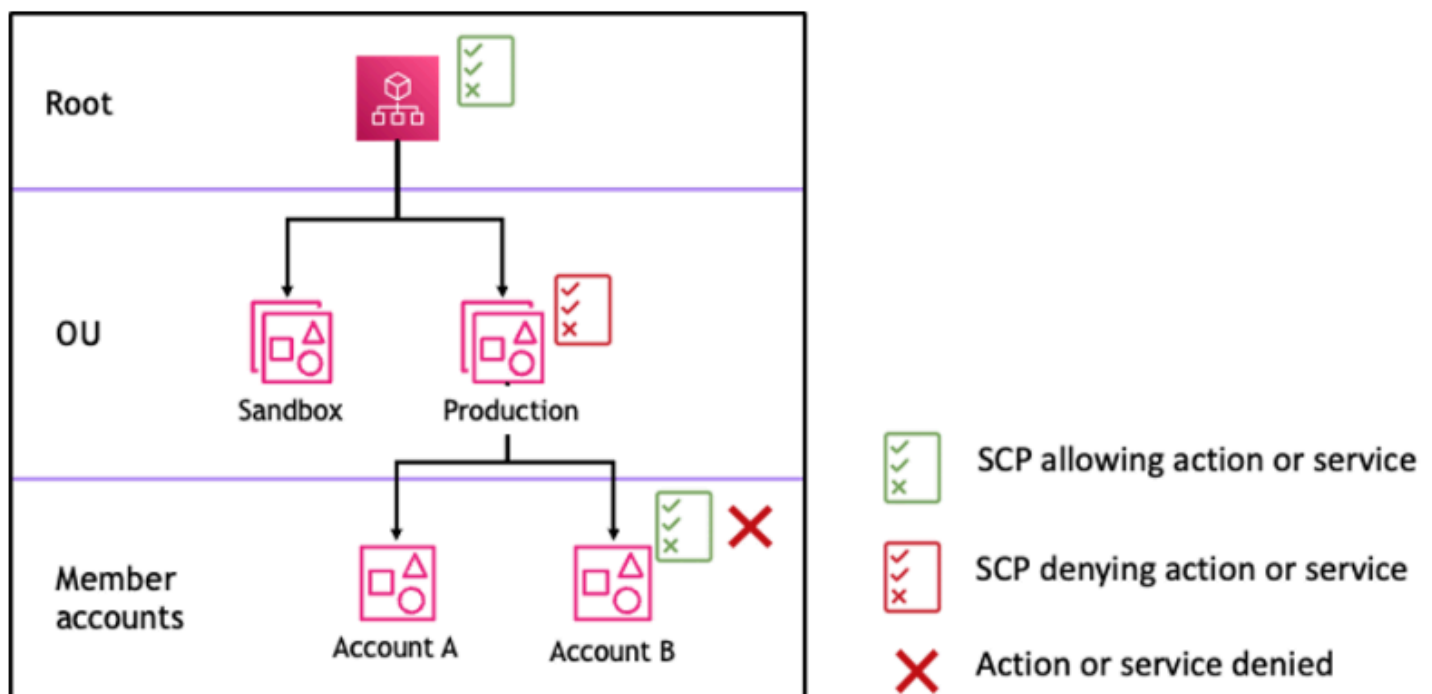 Root
OU
Sandbox
Production
Member
accounts
Account A
Account B
SCP allowing action or service
SCP denying action or service
Action or service denied